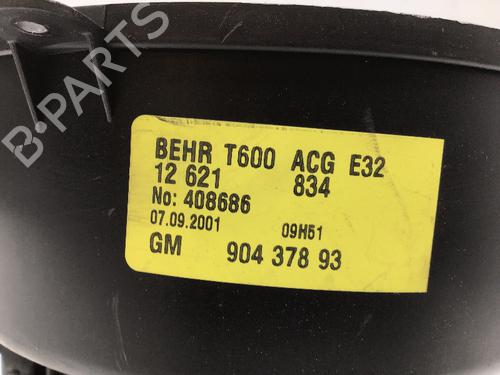 B-PARTS
BEHR T600 ACG E32
12 621 834
No: 408686
07.09.2001 09H51
GM 904 378 93